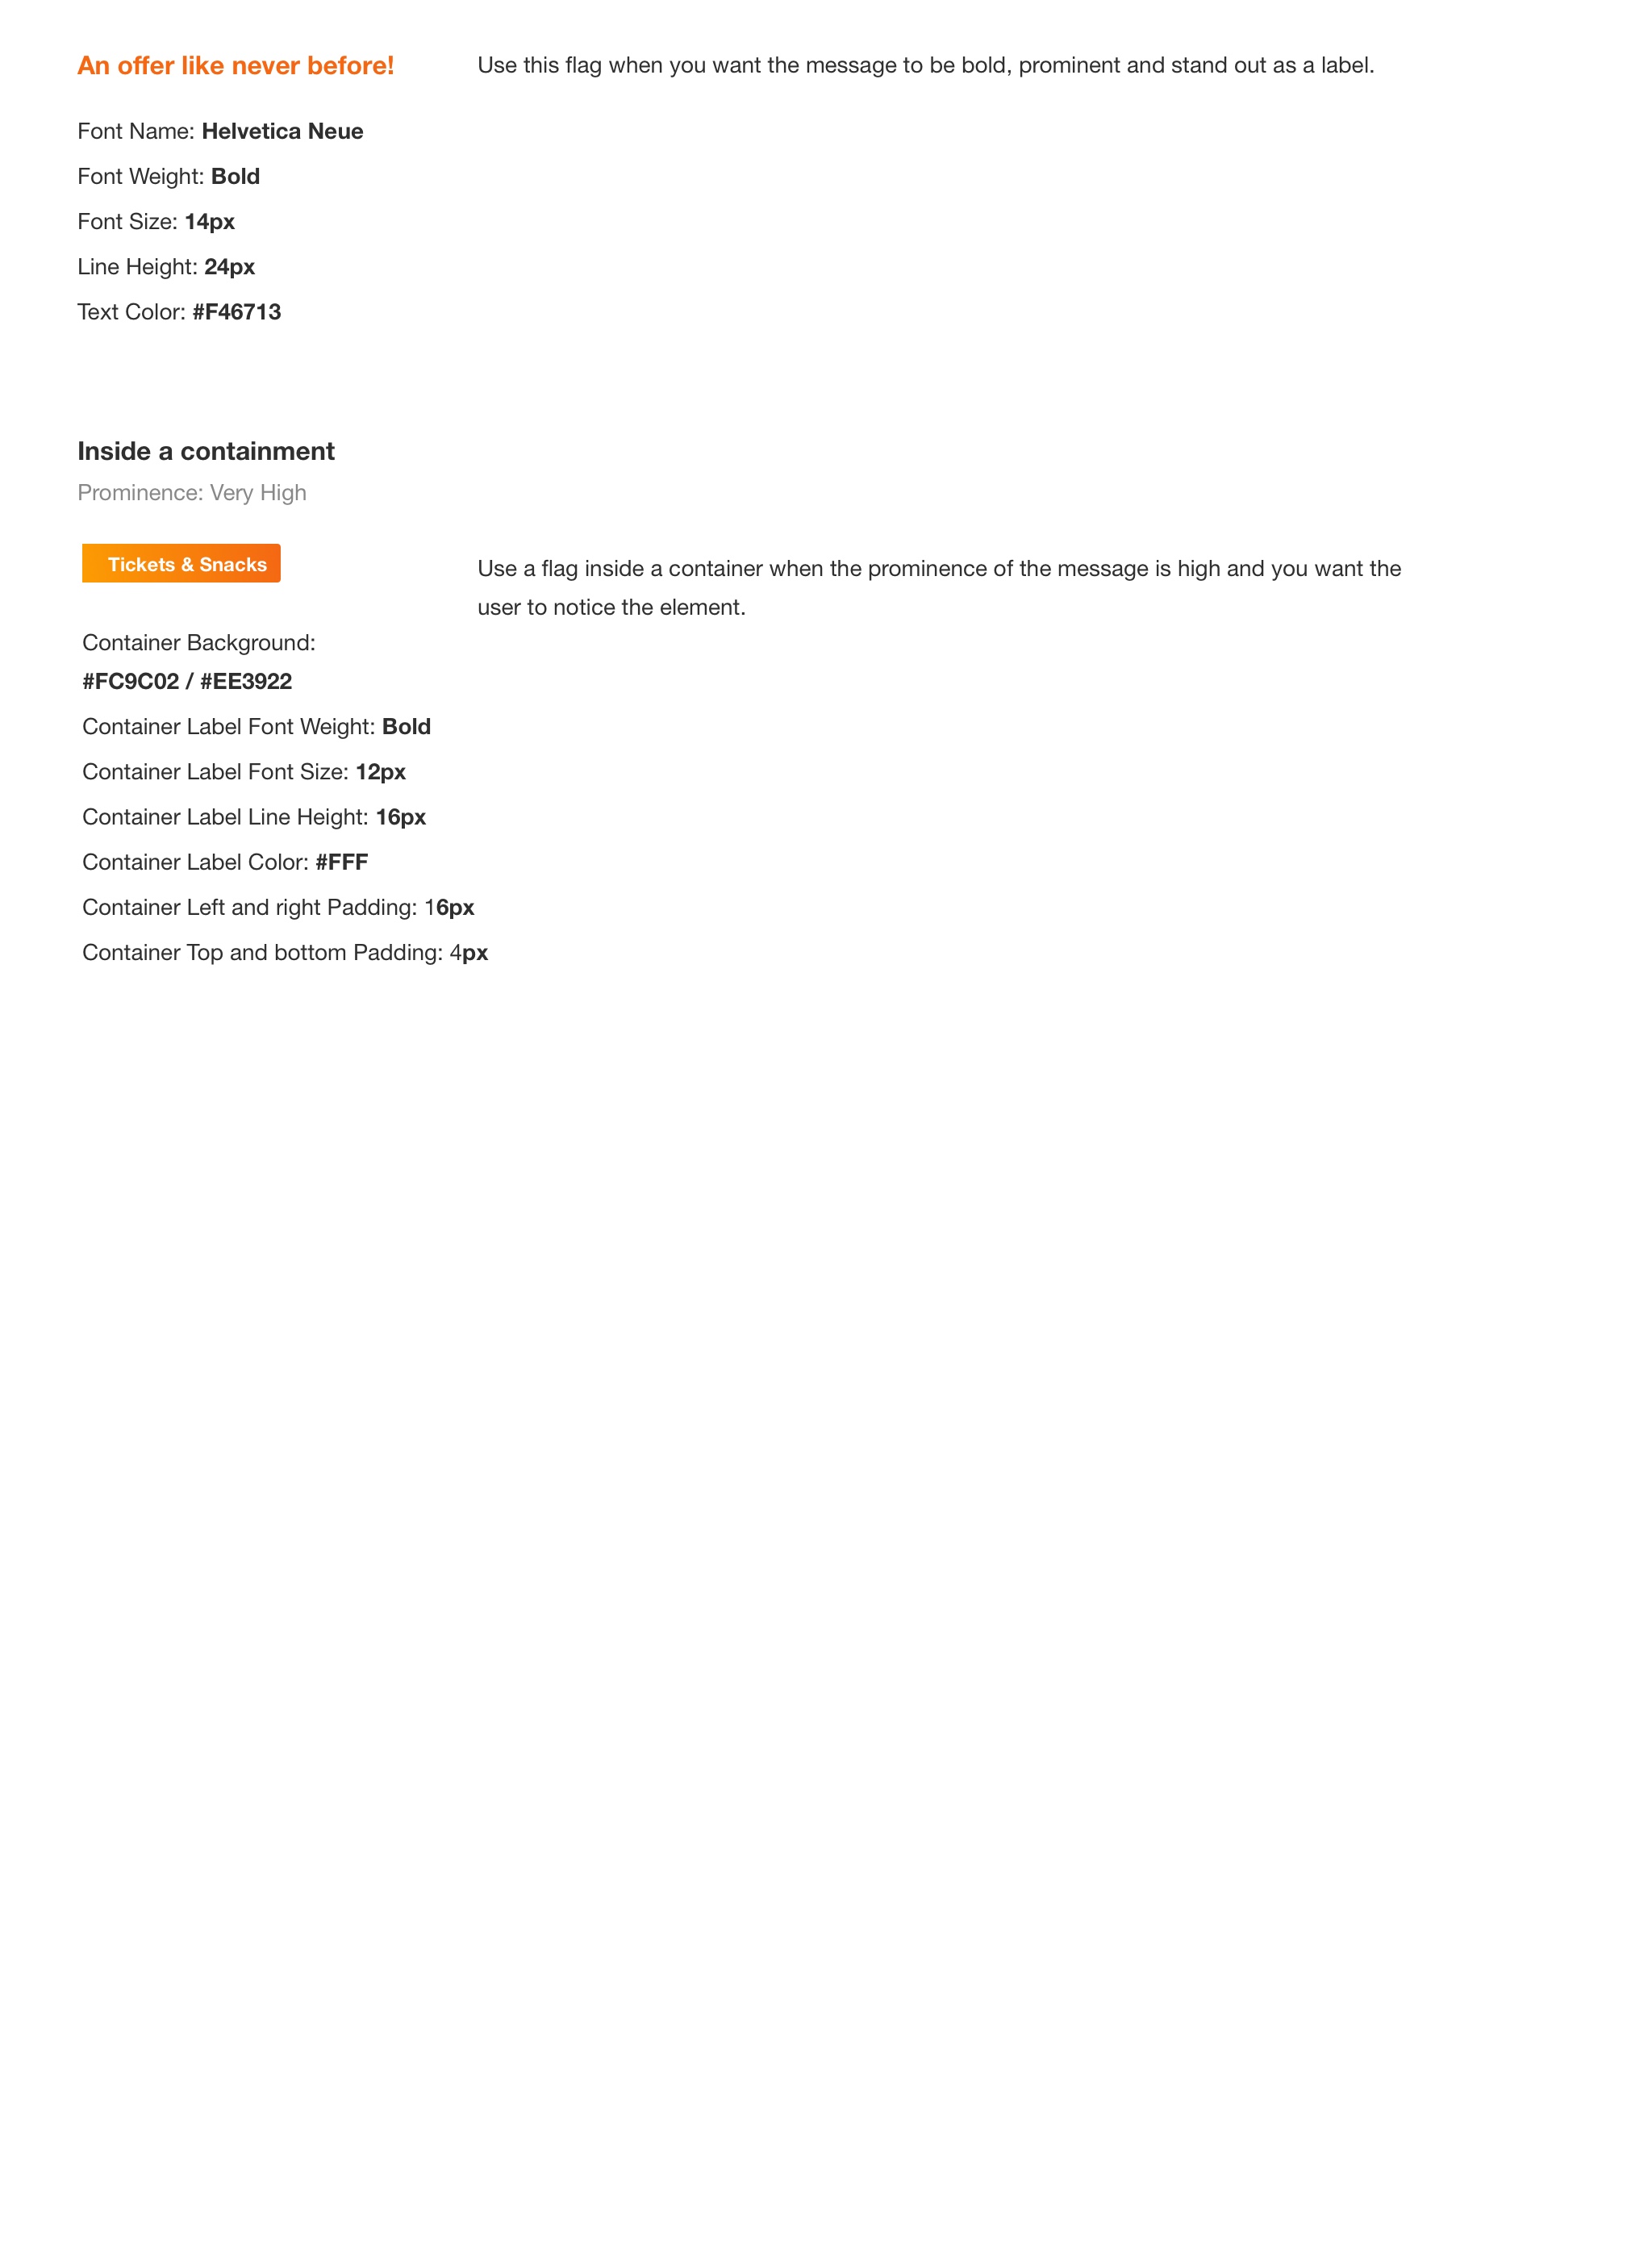 An offer like never before!
Use this flag when you want the message to be bold, prominent and stand out as a label.
Font Name: Helvetica Neue
Font Weight: Bold
Font Size: 14px
Line Height: 24px
Text Color: #F46713
Inside a containment
Prominence: Very High
Tickets & Snacks
Use a flag inside a container when the prominence of the message is high and you want the
user to notice the element.
Container Background:
#FC9C02 / #EE3922
Container Label Font Weight: Bold
Container Label Font Size: 12px
Container Label Line Height: 16px
Container Label Color: #FFF
Container Left and right Padding: 16px
Container Top and bottom Padding: 4px